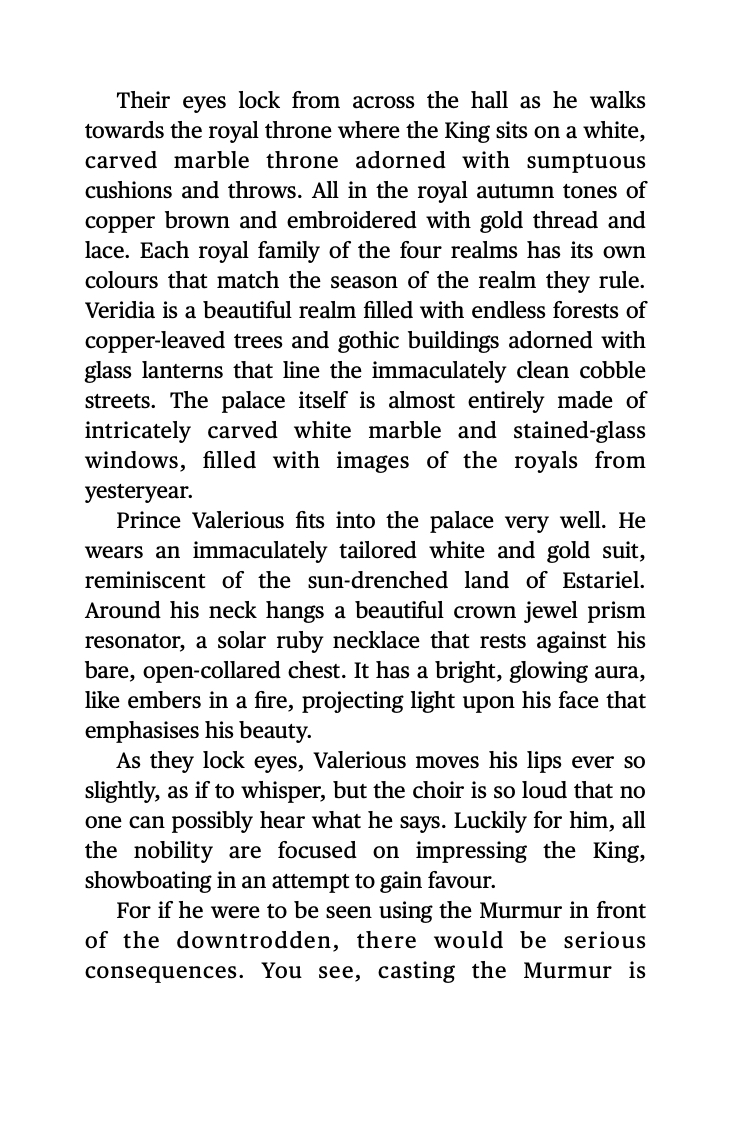 Their eyes lock from across the hall as he walks
towards the royal throne where the King sits on a white,
carved marble throne adorned with sumptuous
cushions and throws. All in the royal autumn tones of
copper brown and embroidered with gold thread and
lace. Each royal family of the four realms has its own
colours that match the season of the realm they rule.
Veridia is a beautiful realm filled with endless forests of
copper-leaved trees and gothic buildings adorned with
glass lanterns that line the immaculately clean cobble
streets. The palace itself is almost entirely made of
intricately carved white marble and stained-glass
windows, filled with images of the royals from
yesteryear.
Prince Valerious fits into the palace very well. He
wears an immaculately tailored white and gold suit,
reminiscent of the sun-drenched land of Estariel.
Around his neck hangs a beautiful crown jewel prism
resonator, a solar ruby necklace that rests against his
bare, open-collared chest. It has a bright, glowing aura,
like embers in a fire, projecting light upon his face that
emphasises his beauty.
As they lock eyes, Valerious moves his lips ever so
slightly, as if to whisper, but the choir is so loud that no
one can possibly hear what he says. Luckily for him, all
the nobility are focused on impressing the King,
showboating in an attempt to gain favour.
For if he were to be seen using the Murmur in front
of the downtrodden, there would be serious
consequences. You see, casting the Murmur is